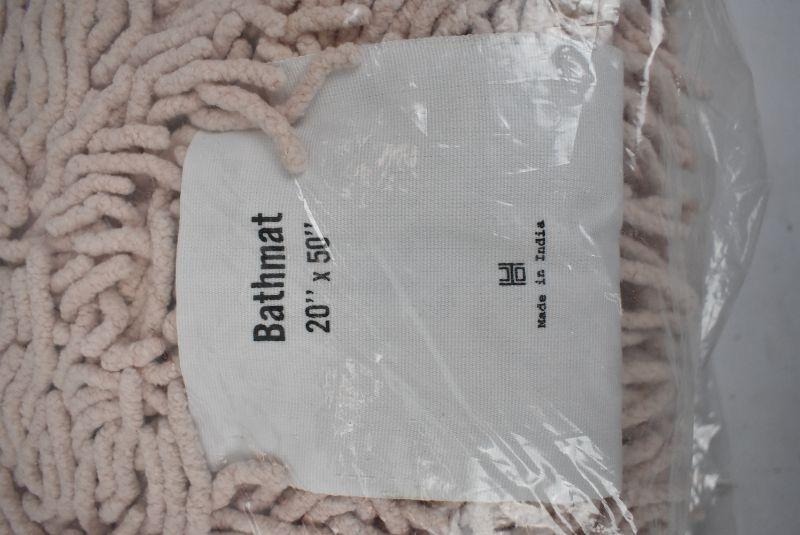 Bathmat
20" x 50"
Made in India